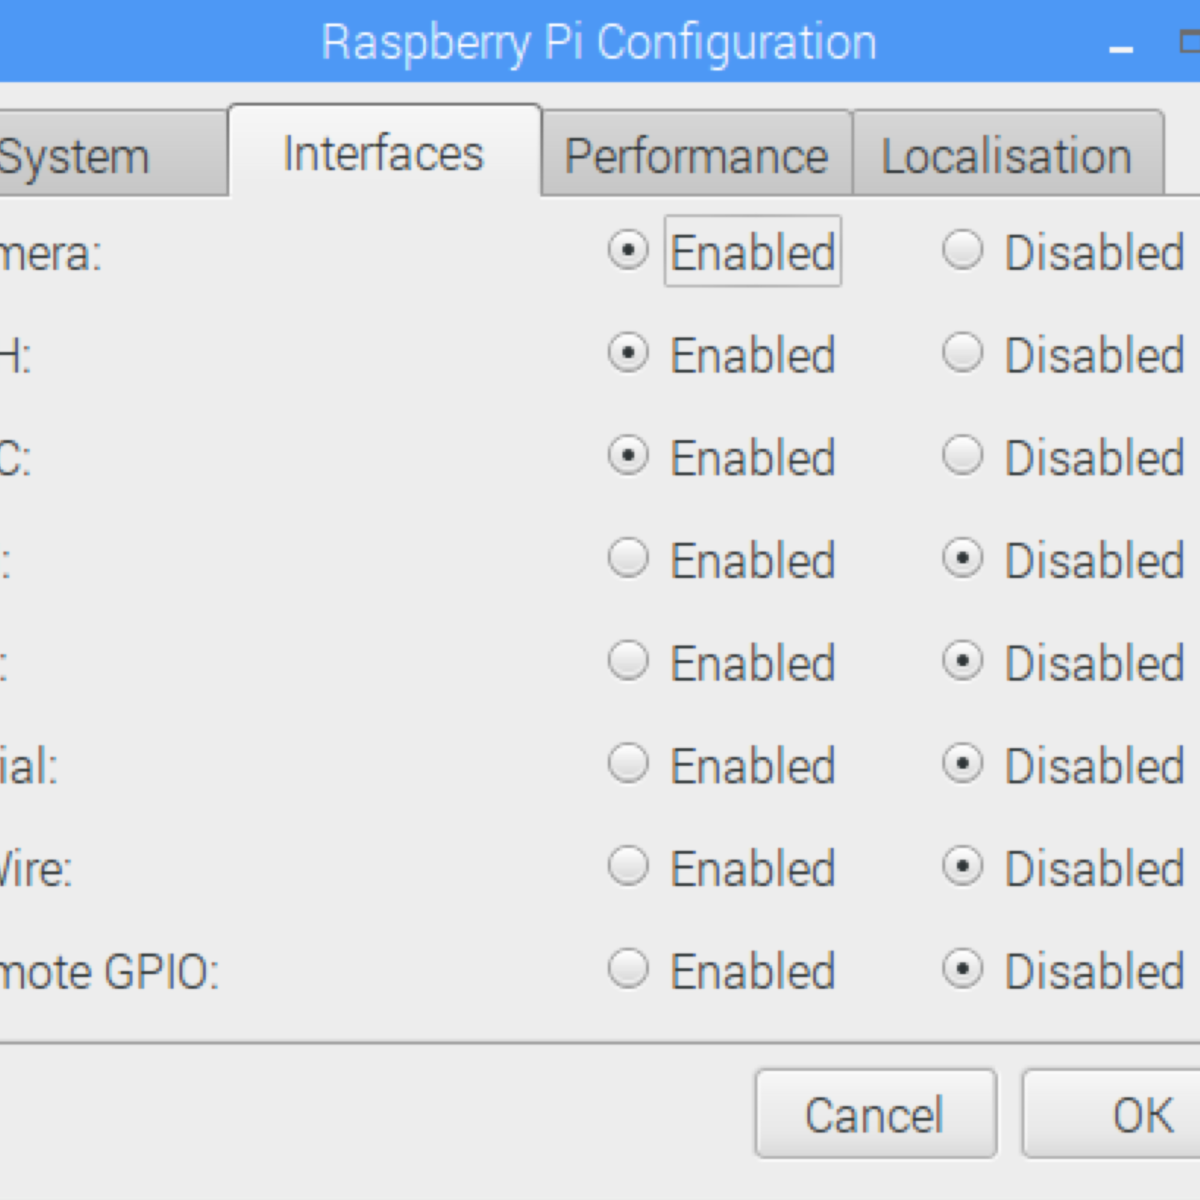 Raspberry Pi Configuration
System Interfaces Performance Localisation
mera: Enabled Disabled
H: Enabled Disabled
C: Enabled Disabled
: Enabled Disabled
: Enabled Disabled
ial: Enabled Disabled
Wire: Enabled Disabled
mote GPIO: Enabled Disabled
Cancel OK